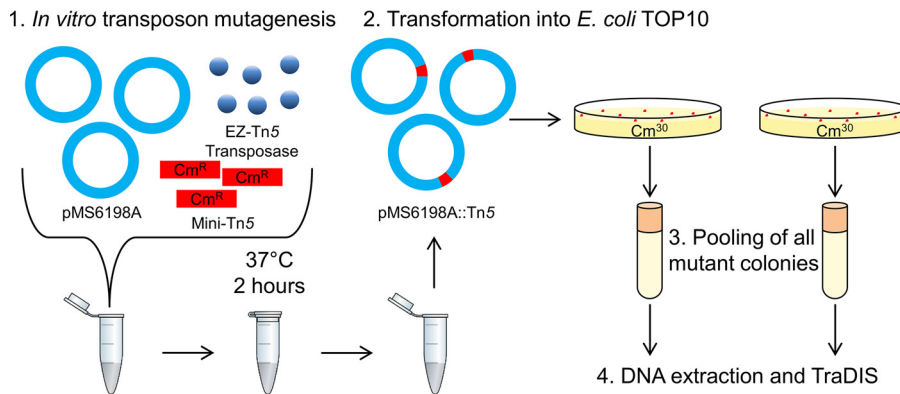 1. In vitro transposon mutagenesis
2. Transformation into E. coli TOP10
EZ-Tn5
Transposase
CmR
CmR
CmR
pMS6198A
Mini-Tn5
37°C
2 hours
pMS6198A::Tn5
Cm30
Cm30
3. Pooling of all
mutant colonies
4. DNA extraction and TraDIS